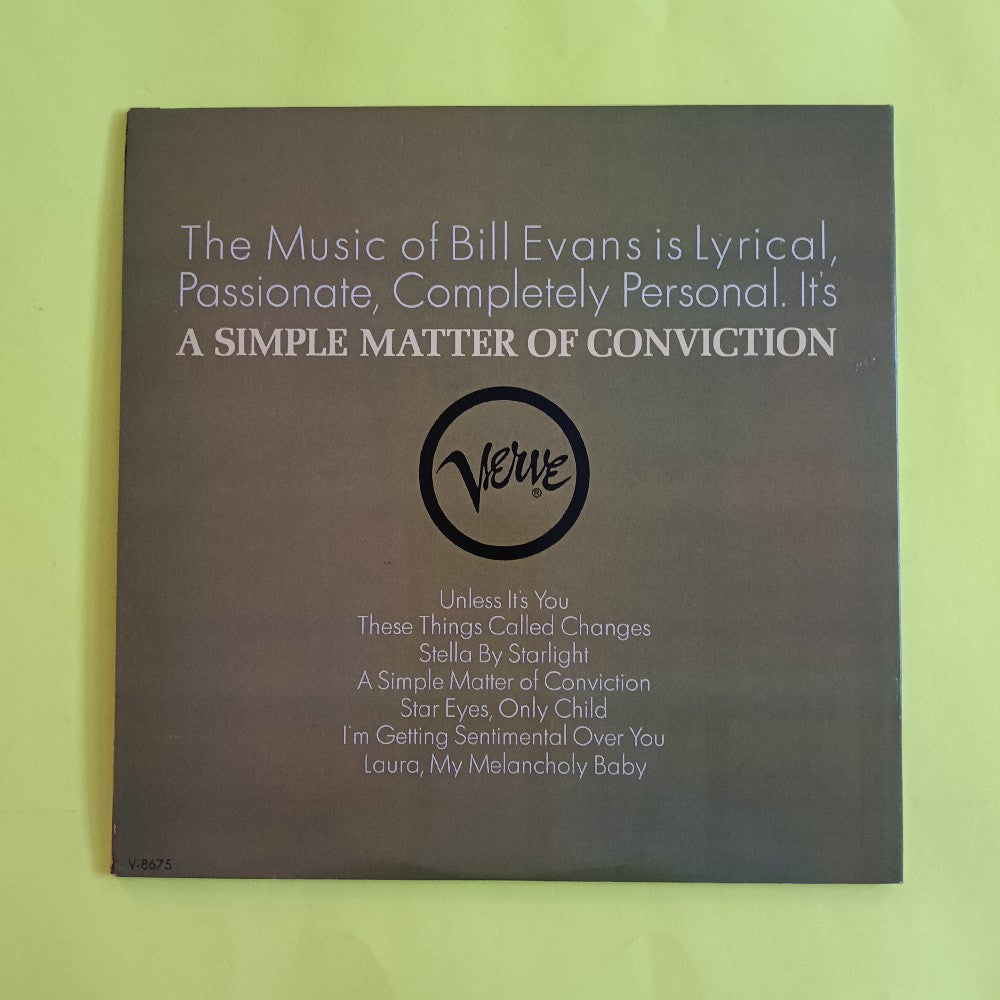 The Music of Bill Evans is Lyrical,
Passionate, Completely Personal. It's
A SIMPLE MATTER OF CONVICTION
Verve
®
Unless It's You
These Things Called Changes
Stella By Starlight
A Simple Matter of Conviction
Star Eyes, Only Child
I'm Getting Sentimental Over You
Laura, My Melancholy Baby
V-8675